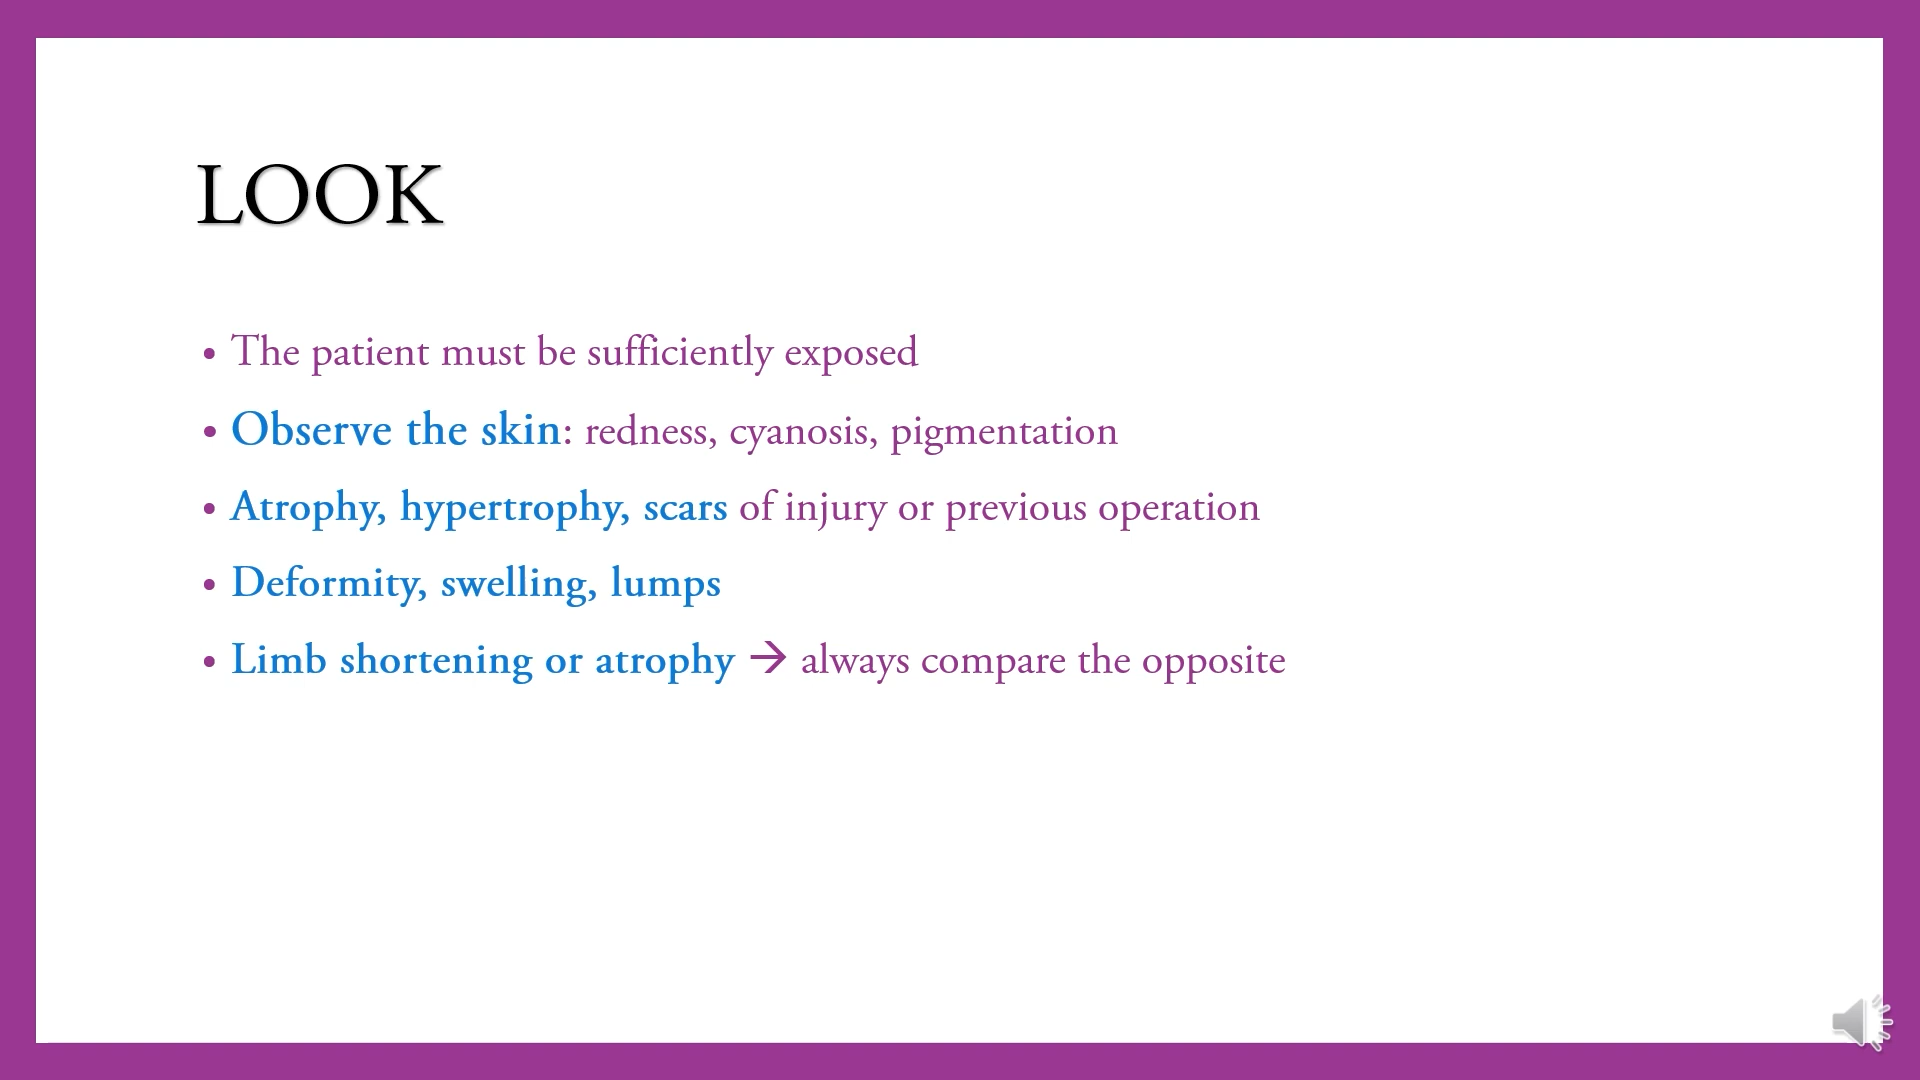 LOOK
• The patient must be sufficiently exposed
• Observe the skin: redness, cyanosis, pigmentation
• Atrophy, hypertrophy, scars of injury or previous operation
• Deformity, swelling, lumps
• Limb shortening or atrophy → always compare the opposite